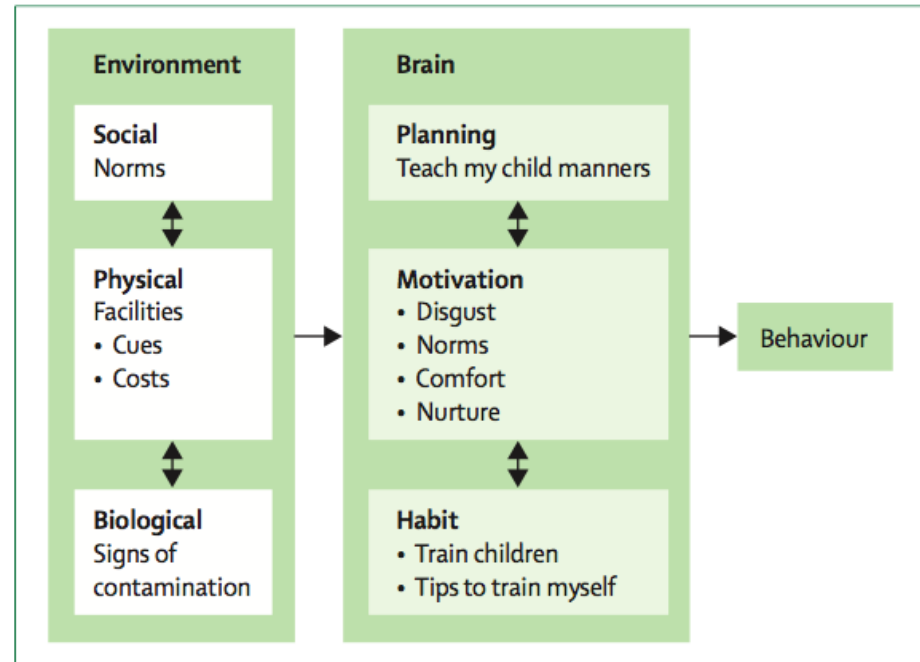 Environment
Social
Norms
Physical
Facilities
• Cues
• Costs
Biological
Signs of
contamination
Brain
Planning
Teach my child manners
Motivation
• Disgust
• Norms
• Comfort
• Nurture
Habit
• Train children
• Tips to train myself
Behaviour